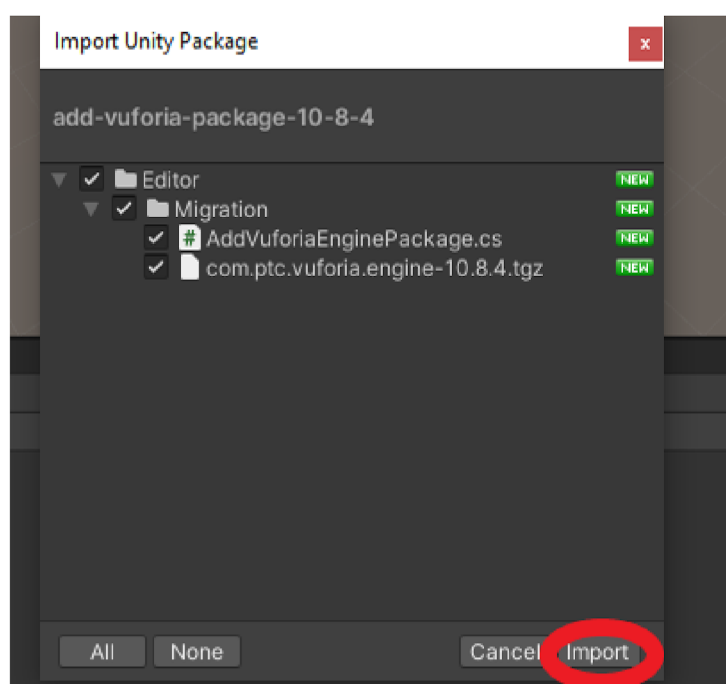 Import Unity Package
x
add-vuforia-package-10-8-4
Editor NEW
Migration NEW
# AddVuforiaEnginePackage.cs NEW
com.ptc.vuforia.engine-10.8.4.tgz NEW
All None Cancel Import